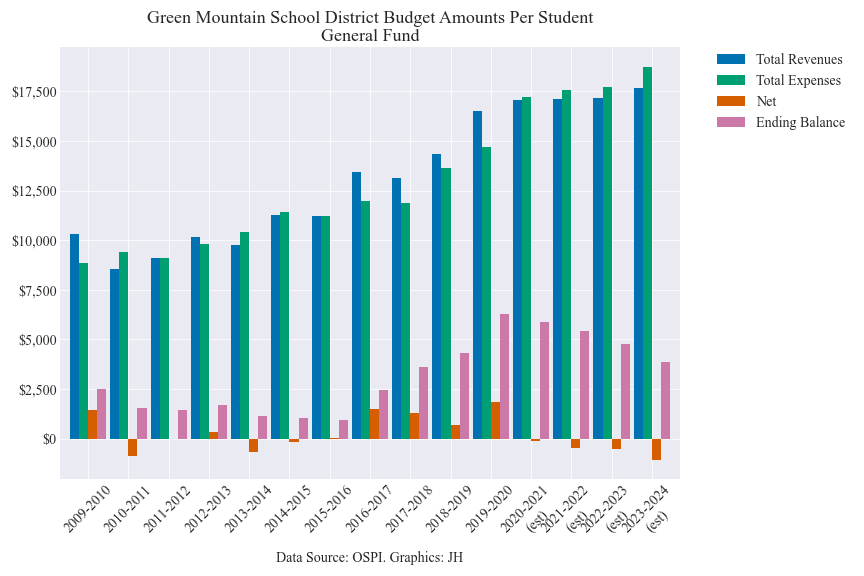 Green Mountain School District Budget Amounts Per Student
General Fund
Total Revenues
Total Expenses
Net
Ending Balance
$17,500
$15,000
$12,500
$10,000
$7,500
$5,000
$2,500
$0
2009-2010
2010-2011
2011-2012
2012-2013
2013-2014
2014-2015
2015-2016
2016-2017
2017-2018
2018-2019
2019-2020
2020-2021
(est)
2021-2022
(est)
2022-2023
(est)
2023-2024
(est)
Data Source: OSPI. Graphics: JH